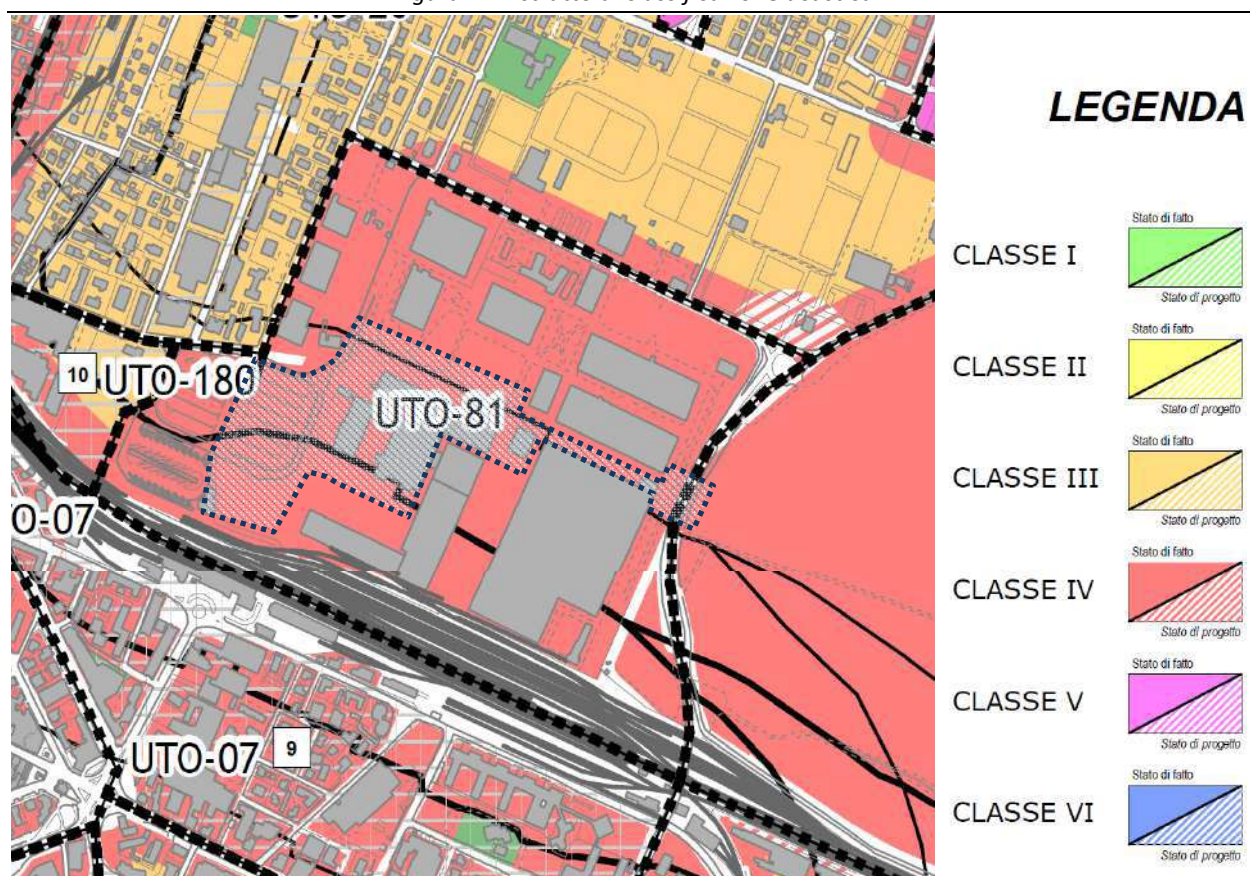 UTO-180
10
UTO-81
O-07
UTO-07
9
LEGENDA
CLASSE I
Stato di fatto
Stato di progetto
CLASSE II
Stato di fatto
Stato di progetto
CLASSE III
Stato di fatto
Stato di progetto
CLASSE IV
Stato di fatto
Stato di progetto
CLASSE V
Stato di fatto
Stato di progetto
CLASSE VI
Stato di fatto
Stato di progetto